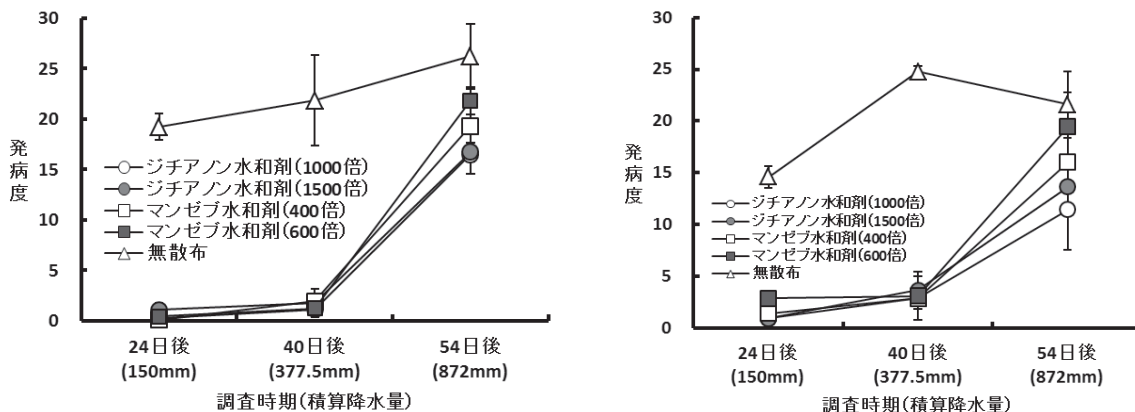 30
25
20
15
10
5
0
発病度
ジチアノン水和剤(1000倍)
ジチアノン水和剤(1500倍)
マンゼブ水和剤(400倍)
マンゼブ水和剤(600倍)
無散布
24日後
(150mm)
40日後
(377.5mm)
54日後
(872mm)
調査時期(積算降水量)
30
25
20
15
10
5
0
発病度
ジチアノン水和剤(1000倍)
ジチアノン水和剤(1500倍)
マンゼブ水和剤(400倍)
マンゼブ水和剤(600倍)
無散布
24日後
(150mm)
40日後
(377.5mm)
54日後
(872mm)
調査時期(積算降水量)